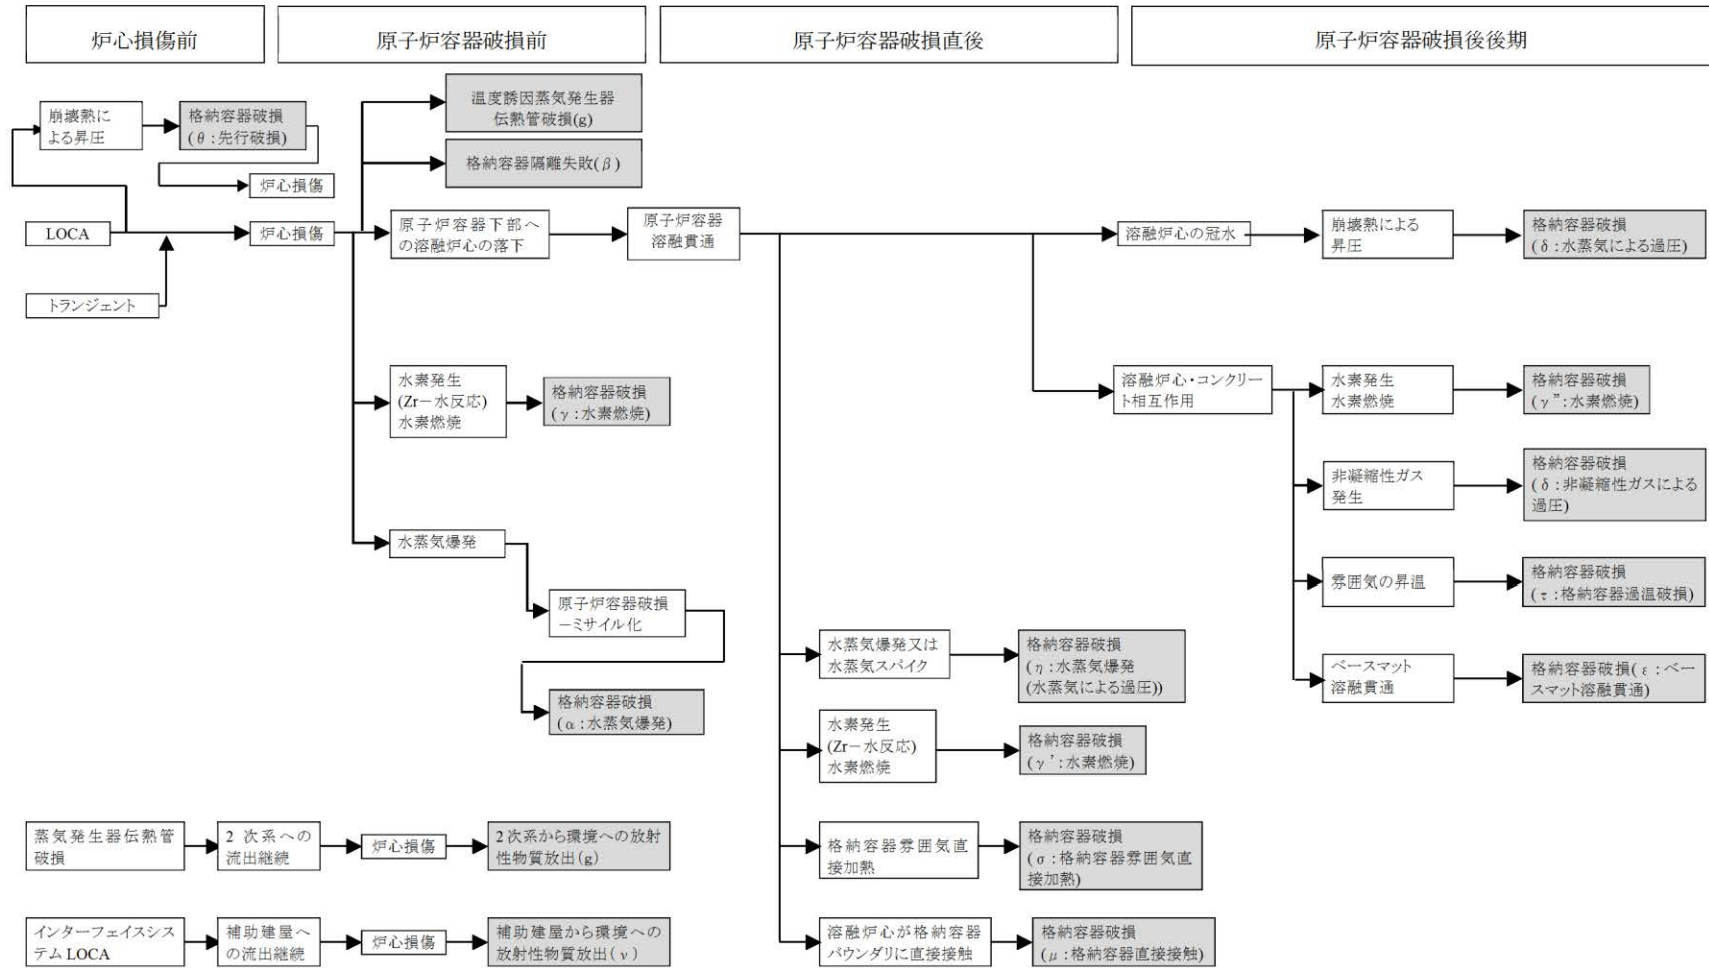 炉心損傷前
原子炉容器破損前
原子炉容器破損直後
原子炉容器破損後後期
崩壊熱に
よる昇圧
格納容器破損
(θ:先行破損)
炉心損傷
温度誘因蒸気発生器
伝熱管破損(g)
格納容器隔離失敗(β)
LOCA
炉心損傷
原子炉容器下部へ
の溶融炉心の落下
原子炉容器
溶融貫通
溶融炉心の冠水
崩壊熱による
昇圧
格納容器破損
(δ:水蒸気による過圧)
トランジェント
水素発生
(Zr－水反応)
水素燃焼
格納容器破損
(γ:水素燃焼)
溶融炉心・コンクリー
ト相互作用
水素発生
水素燃焼
格納容器破損
(γ”:水素燃焼)
非凝縮性ガス
発生
格納容器破損
(δ:非凝縮性ガスによる
過圧)
水蒸気爆発
雰囲気の昇温
格納容器破損
(τ:格納容器過温破損)
原子炉容器破損
－ミサイル化
格納容器破損
(α:水蒸気爆発)
水蒸気爆発又は
水蒸気スパイク
格納容器破損
(η:水蒸気爆発
(水蒸気による過圧))
ベースマット
溶融貫通
格納容器破損(ε:ベー
スマット溶融貫通)
水素発生
(Zr－水反応)
水素燃焼
格納容器破損
(γ’:水素燃焼)
蒸気発生器伝熱管
破損
2 次系への
流出継続
炉心損傷
2次系から環境への放射
性物質放出(g)
格納容器雰囲気直
接加熱
格納容器破損
(σ:格納容器雰囲気直
接加熱)
インターフェイスシス
テム LOCA
補助建屋へ
の流出継続
炉心損傷
補助建屋から環境への
放射性物質放出(ν)
溶融炉心が格納容器
バウンダリに直接接触
格納容器破損
(μ:格納容器直接接触)